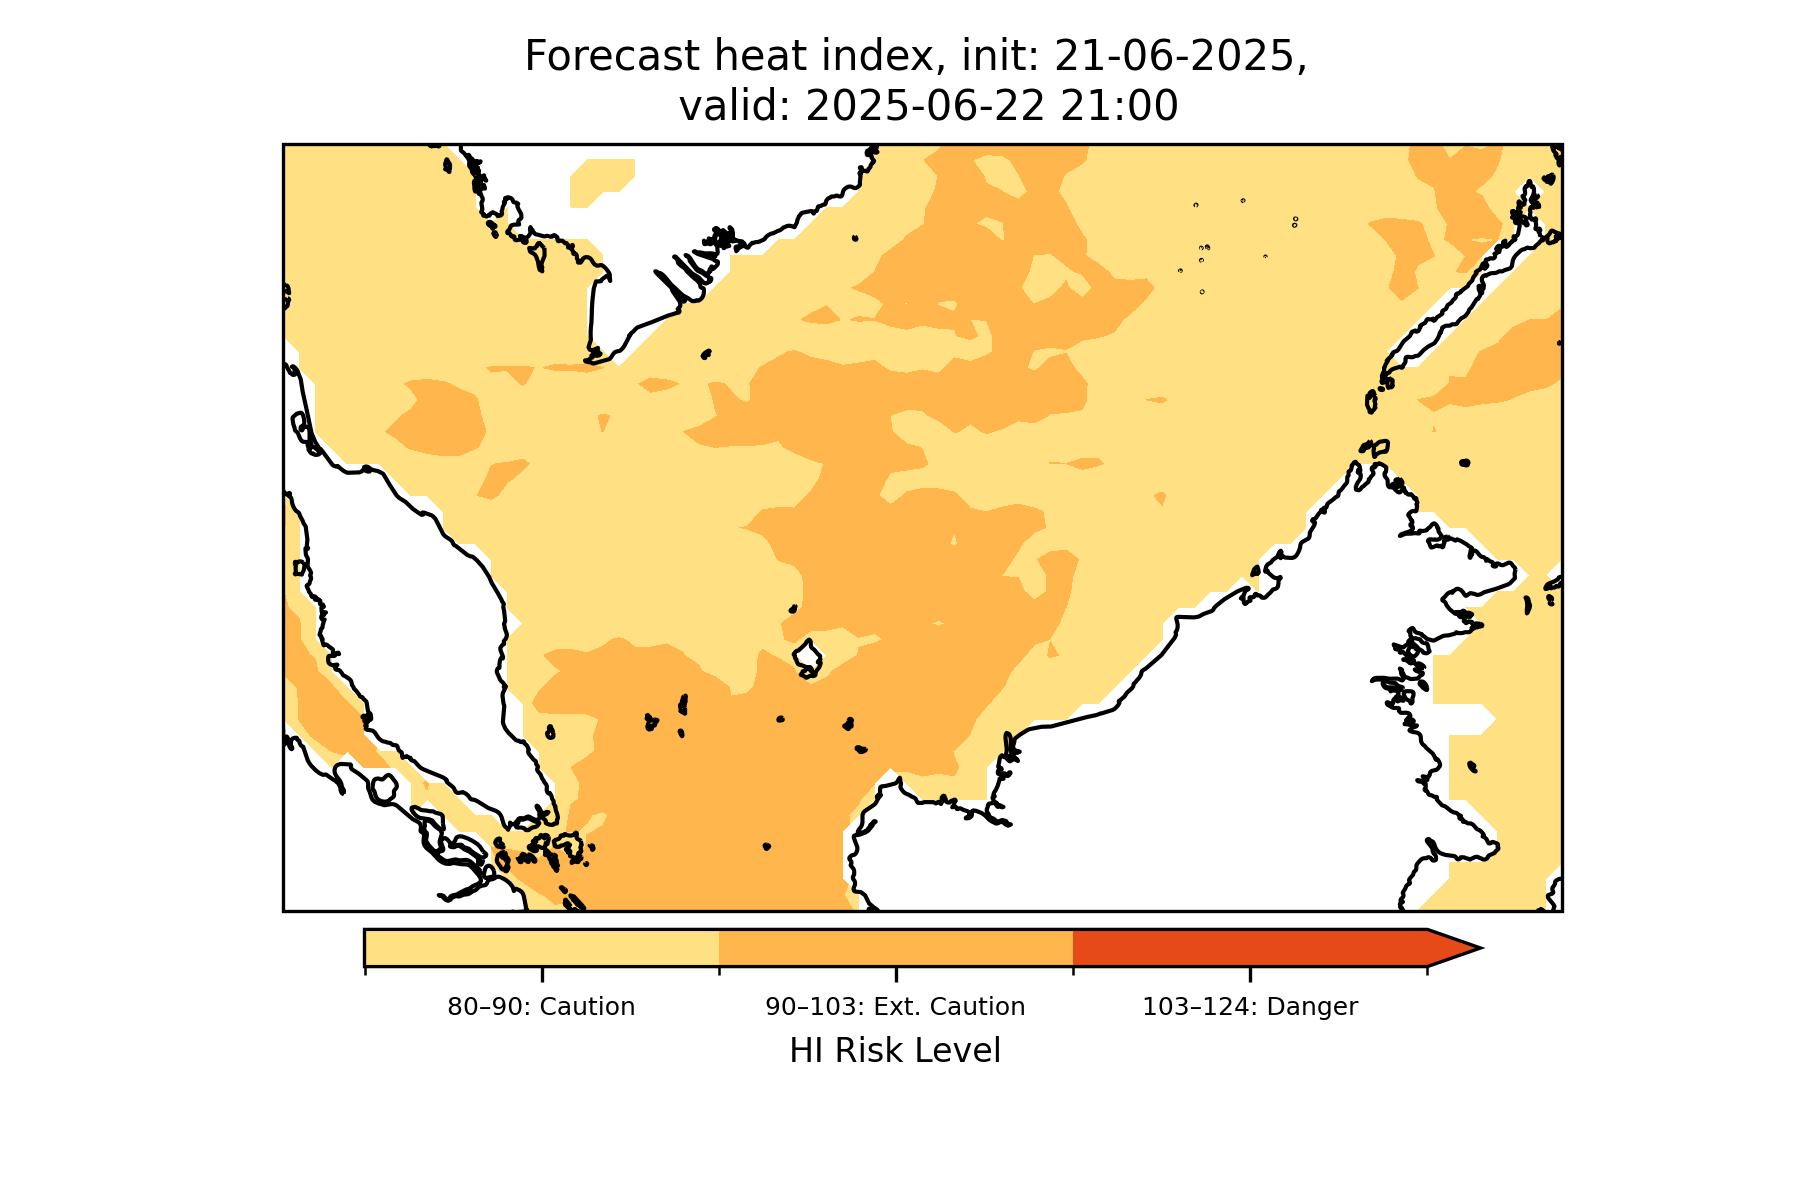 Forecast heat index, init: 21-06-2025,
valid: 2025-06-22 21:00
80–90: Caution
90–103: Ext. Caution
103–124: Danger
HI Risk Level